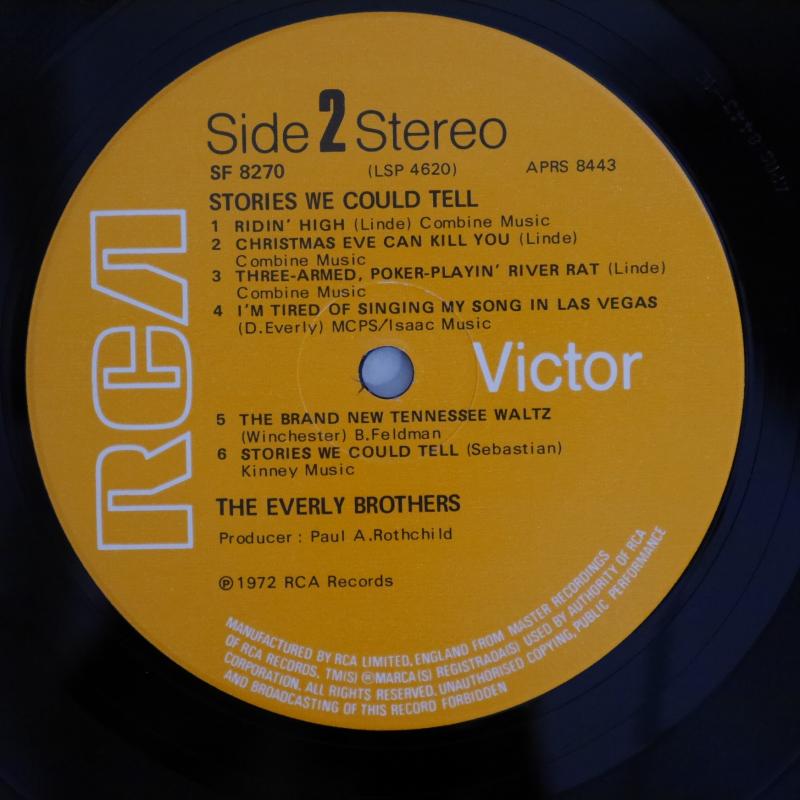 Side 2 Stereo
SF 8270 (LSP 4620) APRS 8443
STORIES WE COULD TELL
1 RIDIN' HIGH (Linde) Combine Music
2 CHRISTMAS EVE CAN KILL YOU (Linde)
Combine Music
3 THREE-ARMED, POKER-PLAYIN' RIVER RAT (Linde)
Combine Music
4 I'M TIRED OF SINGING MY SONG IN LAS VEGAS
(D.Everly) MCPS/Isaac Music
RCA
Victor
5 THE BRAND NEW TENNESSEE WALTZ
(Winchester) B.Feldman
6 STORIES WE COULD TELL (Sebastian)
Kinney Music
THE EVERLY BROTHERS
Producer : Paul A.Rothchild
℗1972 RCA Records
MANUFACTURED BY RCA LIMITED, ENGLAND FROM MASTER RECORDINGS
OF RCA RECORDS. TM(S) ® MARCA(S) REGISTRADA(S) USED BY AUTHORITY OF RCA
CORPORATION. ALL RIGHTS RESERVED. UNAUTHORISED COPYING, PUBLIC PERFORMANCE
AND BROADCASTING OF THIS RECORD FORBIDDEN